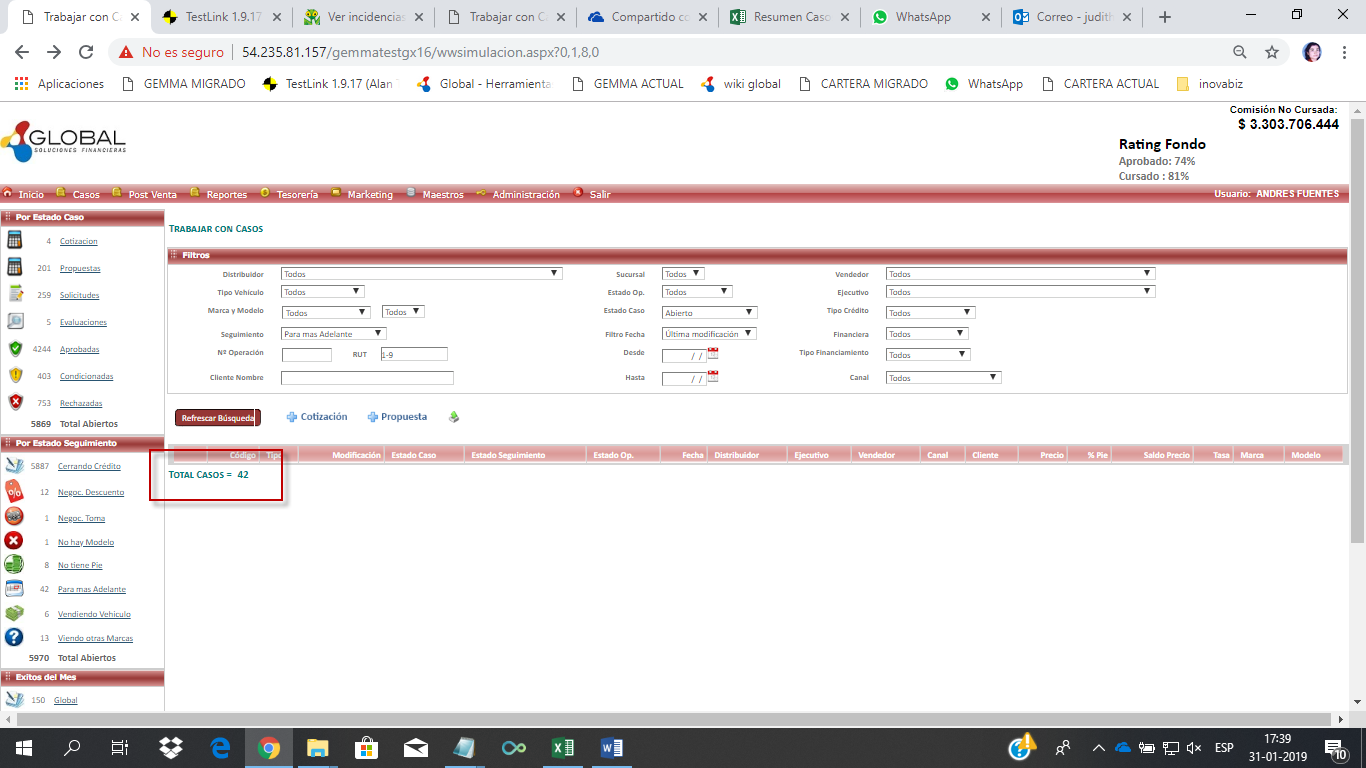 Trabajar con C
TestLink 1.9.17
Ver incidencias
Trabajar con C
Compartido co
Resumen Caso
WhatsApp
Correo - judith
No es seguro
54.235.81.157/gemmatestgx16/wwsimulacion.aspx?0,1,8,0
Aplicaciones
GEMMA MIGRADO
TestLink 1.9.17 (Alan
Global - Herramienta
GEMMA ACTUAL
wiki global
CARTERA MIGRADO
WhatsApp
CARTERA ACTUAL
inovabiz
Comisión No Cursada:
$ 3.303.706.444
GLOBAL
SOLUCIONES FINANCIERAS
Rating Fondo
Aprobado: 74%
Cursado : 81%
Inicio Casos Post Venta Reportes Tesorería Marketing Maestros Administración Salir
Usuario: ANDRES FUENTES
Por Estado Caso
4 Cotizacion
201 Propuestas
259 Solicitudes
5 Evaluaciones
4244 Aprobadas
403 Condicionadas
753 Rechazadas
5869 Total Abiertos
Por Estado Seguimiento
5887 Cerrando Crédito
12 Negoc. Descuento
1 Negoc. Toma
1 No hay Modelo
8 No tiene Pie
42 Para mas Adelante
6 Vendiendo Vehiculo
13 Viendo otras Marcas
5970 Total Abiertos
Exitos del Mes
150 Global
TRABAJAR CON CASOS
Filtros
Distribuidor Todos Sucursal Todos Vendedor Todos
Tipo Vehículo Todos Estado Op. Todos Ejecutivo Todos
Marca y Modelo Todos Todos Estado Caso Abierto Tipo Crédito Todos
Seguimiento Para mas Adelante Filtro Fecha Última modificación Financiera Todos
Nº Operación RUT 1-9 Desde / / Tipo Financiamiento Todos
Cliente Nombre Hasta / / Canal Todos
Refrescar Búsqueda Cotización Propuesta
Código Tipo Modificación Estado Caso Estado Seguimiento Estado Op. Fecha Distribuidor Ejecutivo Vendedor Canal Cliente Precio % Pie Saldo Precio Tasa Marca Modelo
TOTAL CASOS = 42
ESP
17:39
31-01-2019
10